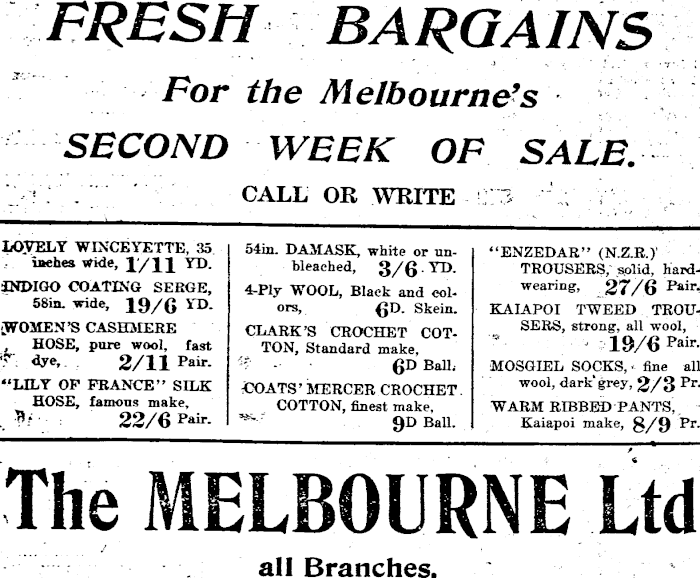 FRESH BARGAINS
For the Melbourne's
SECOND WEEK OF SALE.
CALL OR WRITE
LOVELY WINCEYETTE, 35
inches wide, 1/11 YD.
INDIGO COATING SERGE,
58in. wide, 19/6 YD.
WOMEN'S CASHMERE
HOSE, pure wool, fast
dye, 2/11 Pair.
"LILY OF FRANCE" SILK
HOSE, famous make,
22/6 Pair.
54in. DAMASK, white or un-
bleached, 3/6 YD.
4-Ply WOOL, Black and col-
ors, 6D. Skein.
CLARK'S CROCHET COT-
TON, Standard make,
6D Ball.
COATS' MERCER CROCHET
COTTON, finest make,
9D Ball.
"ENZEDAR" (N.Z.R.)
TROUSERS, solid, hard-
wearing, 27/6 Pair.
KAIAPOI TWEED TROU-
SERS, strong, all wool,
19/6 Pair.
MOSGIEL SOCKS, fine all
wool, dark grey, 2/3 Pr.
WARM RIBBED PANTS,
Kaiapoi make, 8/9 Pr.
The MELBOURNE Ltd
all Branches.